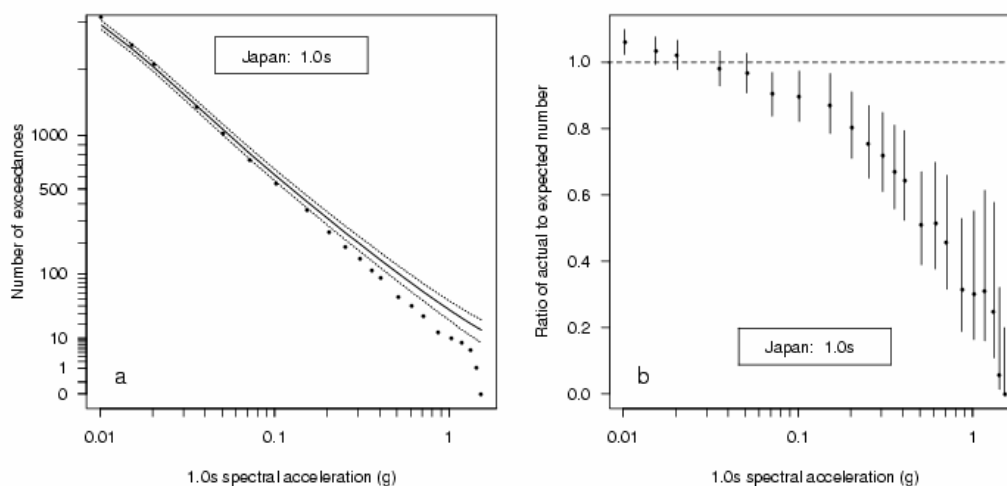 Number of exceedances
1000
500
100
10
1
0
Japan: 1.0s
a
0.01
0.1
1
1.0s spectral acceleration (g)
Ratio of actual to expected number
1.0
0.8
0.6
0.4
0.2
0.0
Japan: 1.0s
b
0.01
0.1
1
1.0s spectral acceleration (g)